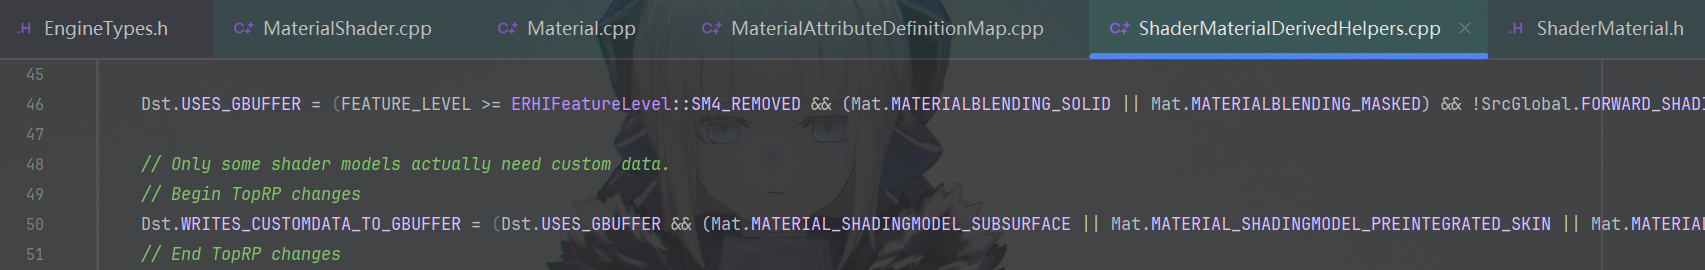 .H EngineTypes.h C++ MaterialShader.cpp C++ Material.cpp C++ MaterialAttributeDefinitionMap.cpp C++ ShaderMaterialDerivedHelpers.cpp × .H ShaderMaterial.h
45
46 Dst.USES_GBUFFER = (FEATURE_LEVEL >= ERHIFeatureLevel::SM4_REMOVED && (Mat.MATERIALBLENDING_SOLID || Mat.MATERIALBLENDING_MASKED) && !SrcGlobal.FORWARD_SHADI
47
48 // Only some shader models actually need custom data.
49 // Begin TopRP changes
50 Dst.WRITES_CUSTOMDATA_TO_GBUFFER = (Dst.USES_GBUFFER && (Mat.MATERIAL_SHADINGMODEL_SUBSURFACE || Mat.MATERIAL_SHADINGMODEL_PREINTEGRATED_SKIN || Mat.MATERIAL
51 // End TopRP changes